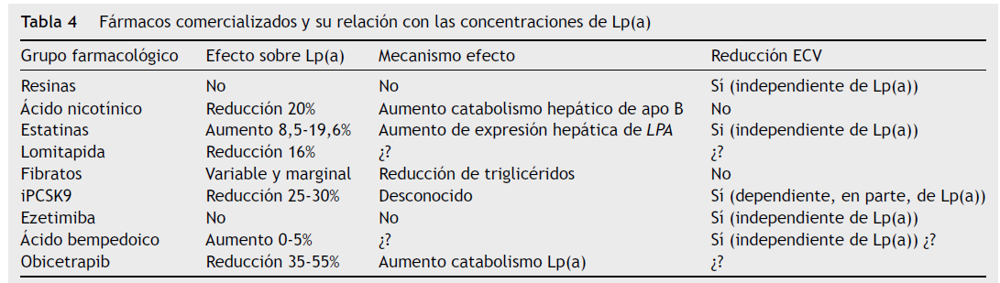 Tabla 4 Fármacos comercializados y su relación con las concentraciones de Lp(a)
Grupo farmacológico Efecto sobre Lp(a) Mecanismo efecto Reducción ECV
Resinas No No Sí (independiente de Lp(a))
Ácido nicotínico Reducción 20% Aumento catabolismo hepático de apo B No
Estatinas Aumento 8,5-19,6% Aumento de expresión hepática de LPA Si (independiente de Lp(a))
Lomitapida Reducción 16% ¿? ¿?
Fibratos Variable y marginal Reducción de triglicéridos No
iPCSK9 Reducción 25-30% Desconocido Sí (dependiente, en parte, de Lp(a))
Ezetimiba No No Sí (independiente de Lp(a))
Ácido bempedoico Aumento 0-5% ¿? Sí (independiente de Lp(a)) ¿?
Obicetrapib Reducción 35-55% Aumento catabolismo Lp(a) ¿?